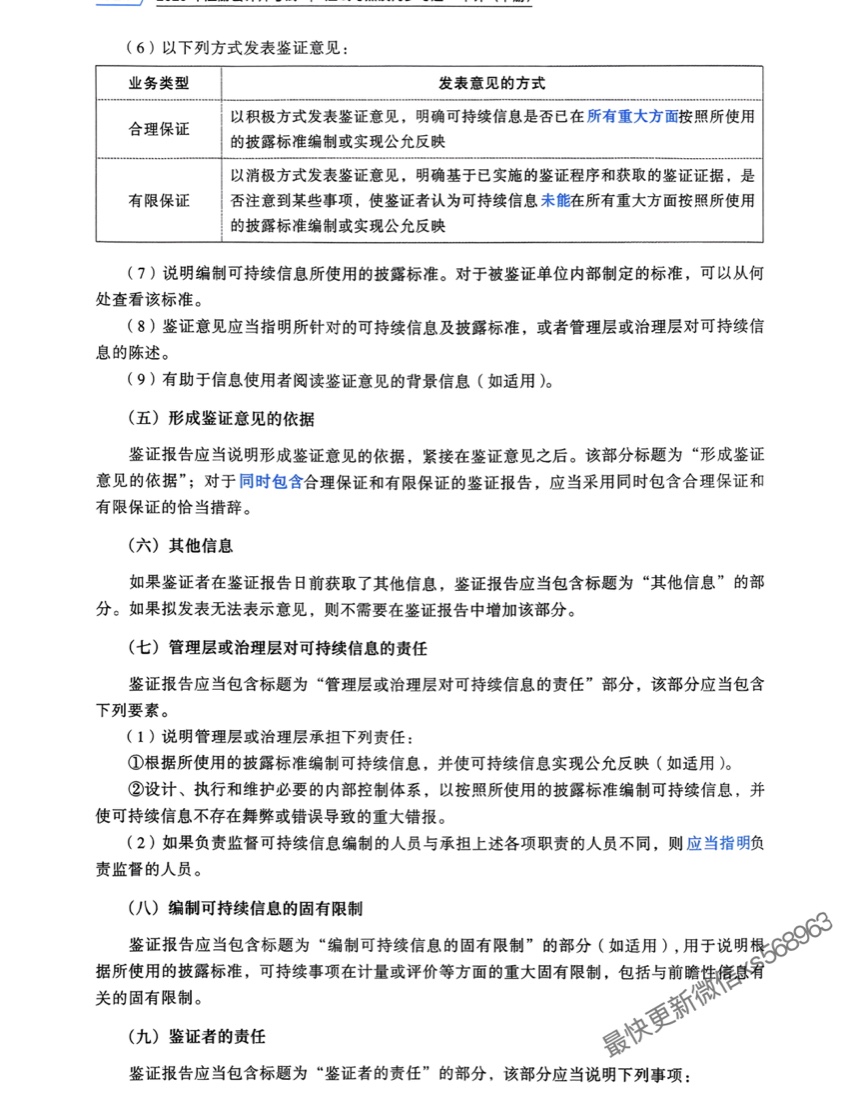 （6）以下列方式发表鉴证意见：
业务类型 发表意见的方式
合理保证
以积极方式发表鉴证意见，明确可持续信息是否已在所有重大方面按照所使用
的披露标准编制或实现公允反映
有限保证
以消极方式发表鉴证意见，明确基于已实施的鉴证程序和获取的鉴证证据，是
否注意到某些事项，使鉴证者认为可持续信息未能在所有重大方面按照所使用
的披露标准编制或实现公允反映
（7）说明编制可持续信息所使用的披露标准。对于被鉴证单位内部制定的标准，可以从何
处查看该标准。
（8）鉴证意见应当指明所针对的可持续信息及披露标准，或者管理层或治理层对可持续信
息的陈述。
（9）有助于信息使用者阅读鉴证意见的背景信息（如适用）。
（五）形成鉴证意见的依据
鉴证报告应当说明形成鉴证意见的依据，紧接在鉴证意见之后。该部分标题为“形成鉴证
意见的依据”；对于同时包含合理保证和有限保证的鉴证报告，应当采用同时包含合理保证和
有限保证的恰当措辞。
（六）其他信息
如果鉴证者在鉴证报告日前获取了其他信息，鉴证报告应当包含标题为“其他信息”的部
分。如果拟发表无法表示意见，则不需要在鉴证报告中增加该部分。
（七）管理层或治理层对可持续信息的责任
鉴证报告应当包含标题为“管理层或治理层对可持续信息的责任”部分，该部分应当包含
下列要素。
（1）说明管理层或治理层承担下列责任：
①根据所使用的披露标准编制可持续信息，并使可持续信息实现公允反映（如适用）。
②设计、执行和维护必要的内部控制体系，以按照所使用的披露标准编制可持续信息，并
使可持续信息不存在舞弊或错误导致的重大错报。
（2）如果负责监督可持续信息编制的人员与承担上述各项职责的人员不同，则应当指明负
责监督的人员。
（八）编制可持续信息的固有限制
鉴证报告应当包含标题为“编制可持续信息的固有限制”的部分（如适用），用于说明根
据所使用的披露标准，可持续事项在计量或评价等方面的重大固有限制，包括与前瞻性信息有
关的固有限制。
（九）鉴证者的责任
鉴证报告应当包含标题为“鉴证者的责任”的部分，该部分应当说明下列事项：